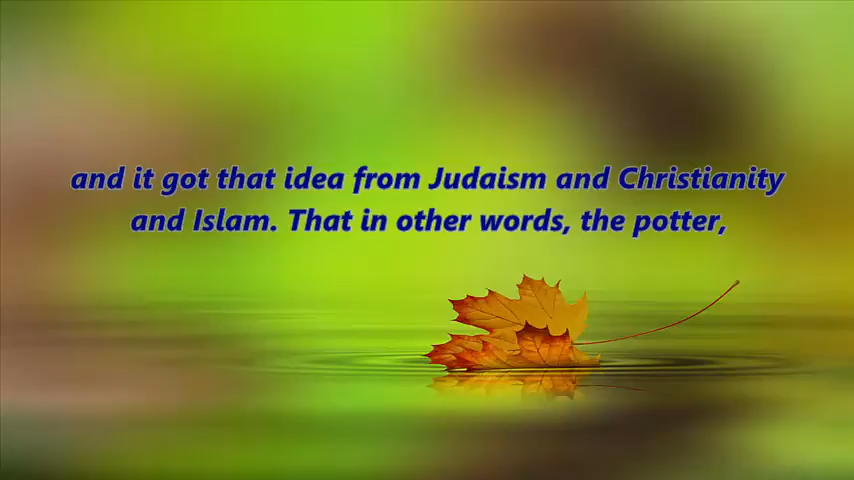 and it got that idea from Judaism and Christianity
and Islam. That in other words, the potter,